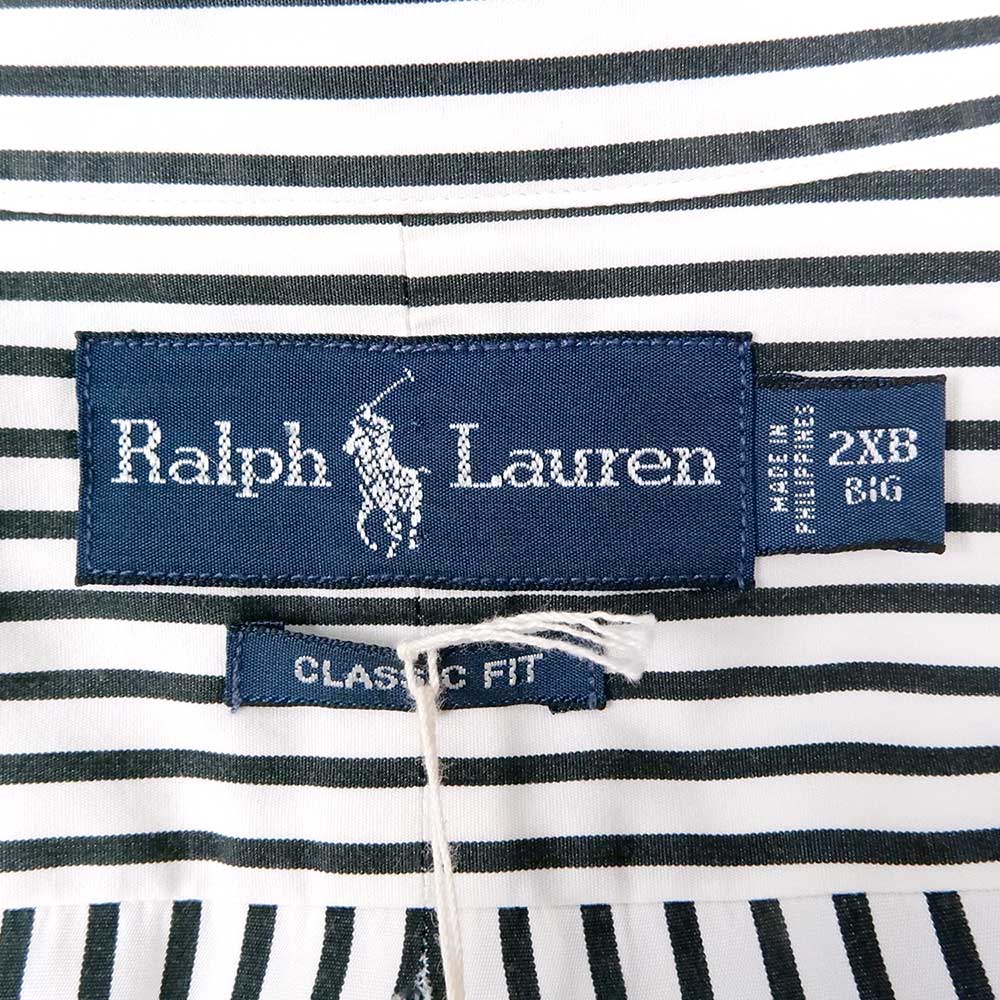 Ralph Lauren
MADE IN
PHILIPPINES
2XB
BIG
CLASSIC FIT